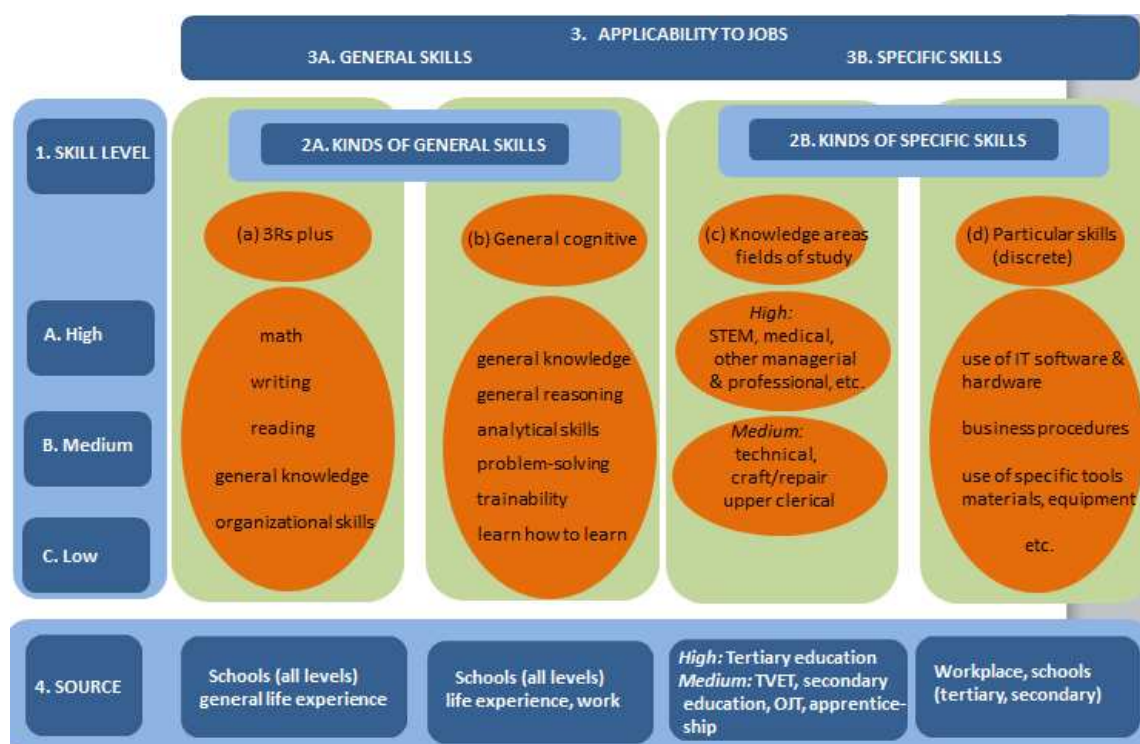 3. APPLICABILITY TO JOBS
3A. GENERAL SKILLS
3B. SPECIFIC SKILLS
1. SKILL LEVEL
2A. KINDS OF GENERAL SKILLS
2B. KINDS OF SPECIFIC SKILLS
(a) 3Rs plus
(b) General cognitive
(c) Knowledge areas
fields of study
(d) Particular skills
(discrete)
A. High
B. Medium
C. Low
math
writing
reading
general knowledge
organizational skills
general knowledge
general reasoning
analytical skills
problem-solving
trainability
learn how to learn
High:
STEM, medical,
other managerial
& professional, etc.
Medium:
technical,
craft/repair
upper clerical
use of IT software &
hardware
business procedures
use of specific tools
materials, equipment
etc.
4. SOURCE
Schools (all levels)
general life experience
Schools (all levels)
life experience, work
High: Tertiary education
Medium: TVET, secondary
education, OJT, apprentice-
ship
Workplace, schools
(tertiary, secondary)